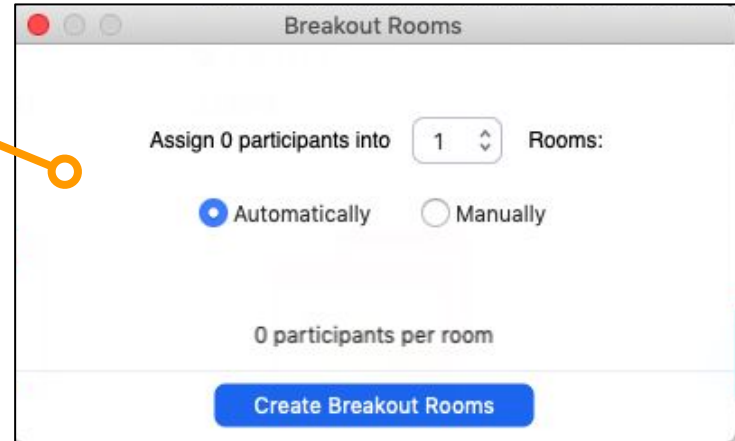 Breakout Rooms
Assign 0 participants into 1 Rooms:
Automatically Manually
0 participants per room
Create Breakout Rooms